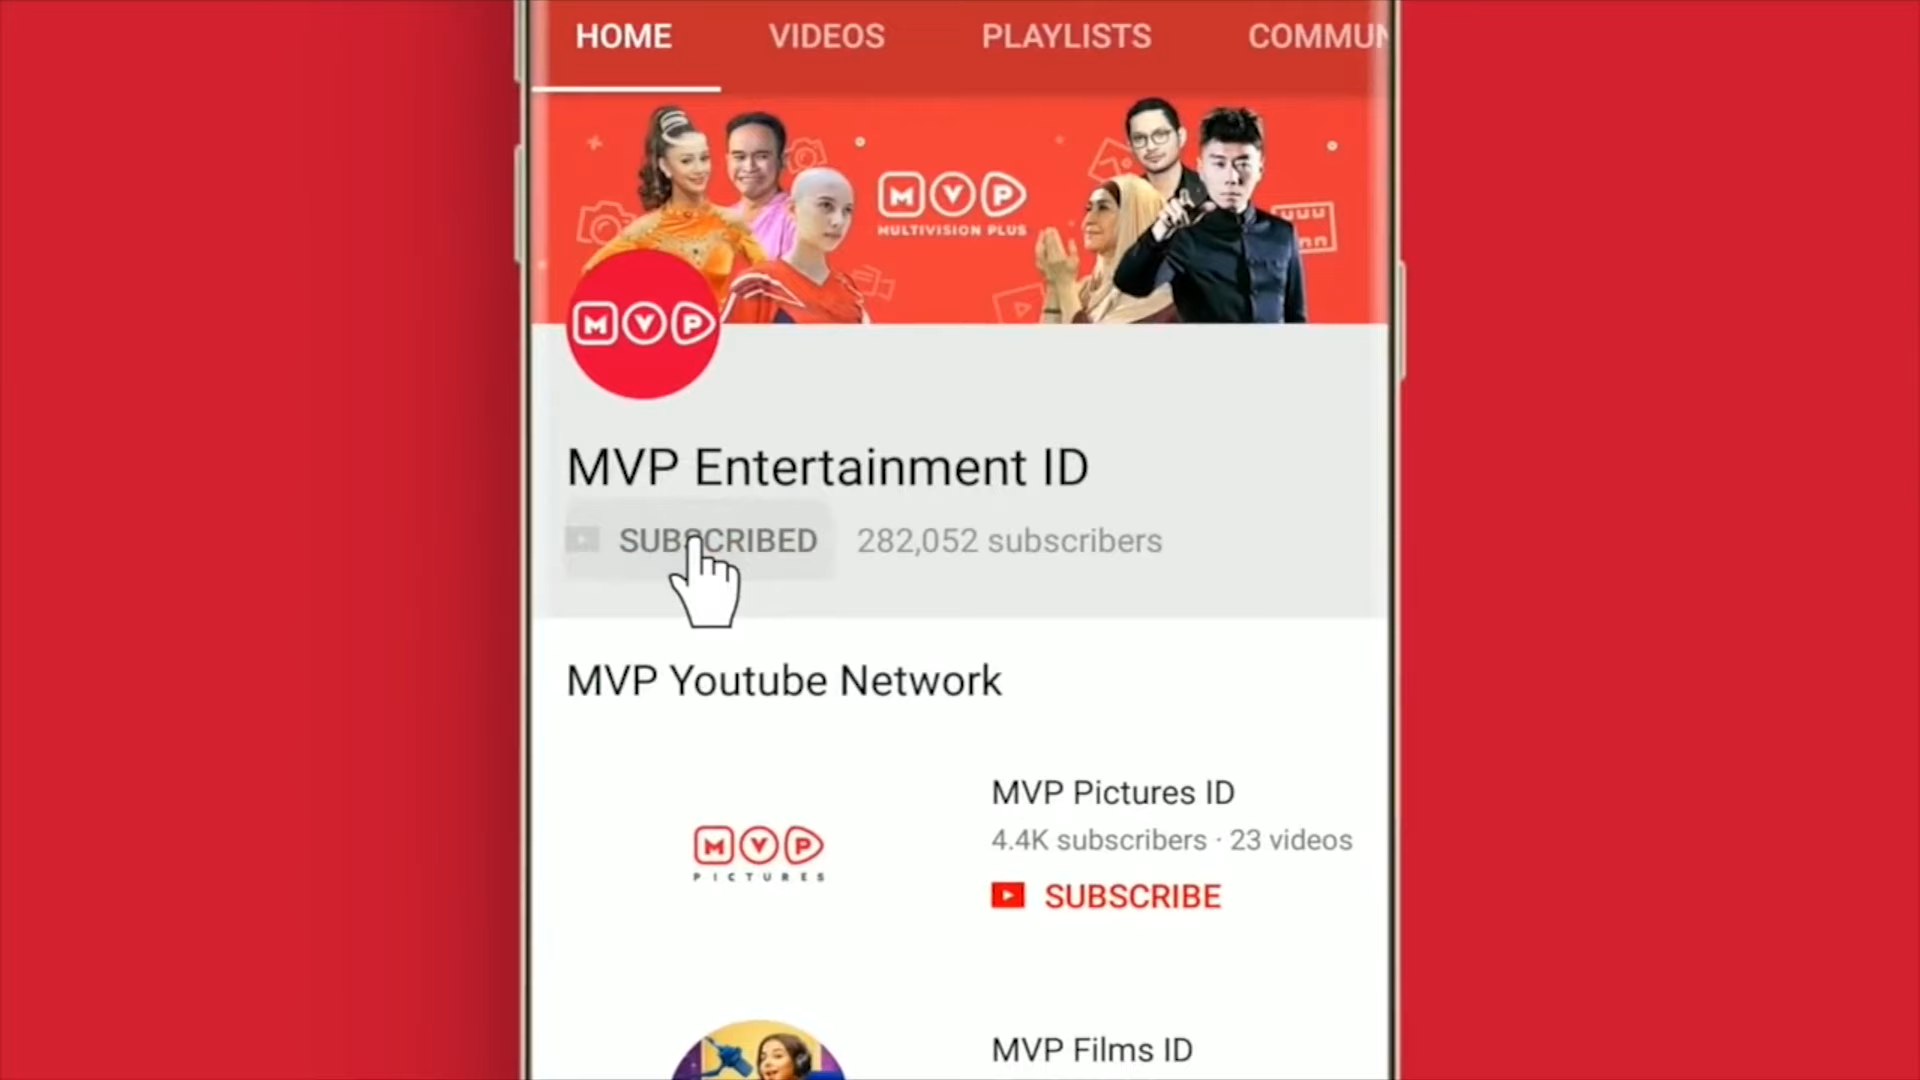 HOME VIDEOS PLAYLISTS COMMUN
MVP
MULTIVISION PLUS
MVP
MVP Entertainment ID
SUBSCRIBED 282,052 subscribers
MVP Youtube Network
MVP Pictures ID
4.4K subscribers · 23 videos
MVP
PICTURES
SUBSCRIBE
MVP Films ID